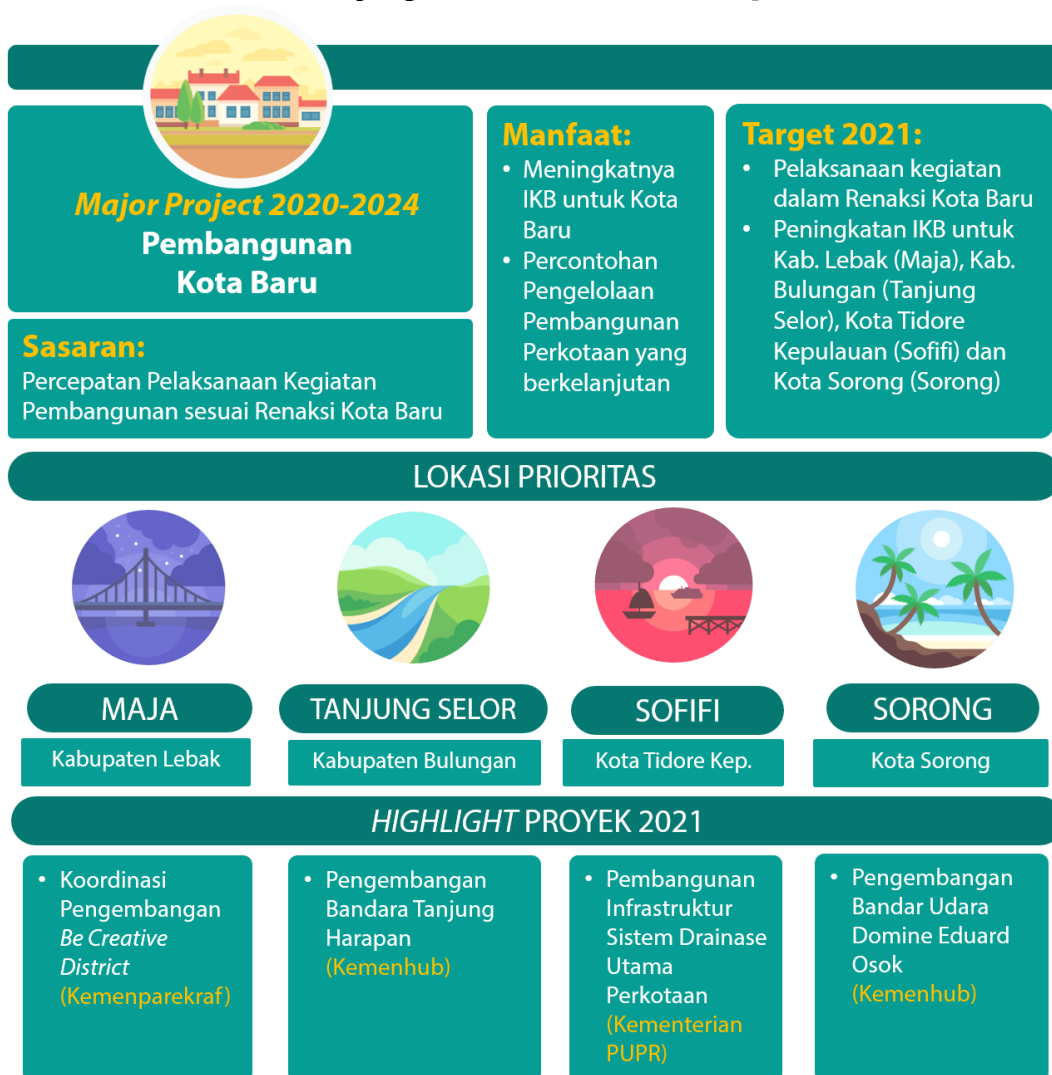 Major Project 2020-2024
Pembangunan
Kota Baru
Sasaran:
Percepatan Pelaksanaan Kegiatan
Pembangunan sesuai Renaksi Kota Baru
Manfaat:
• Meningkatnya
IKB untuk Kota
Baru
• Percontohan
Pengelolaan
Pembangunan
Perkotaan yang
berkelanjutan
Target 2021:
• Pelaksanaan kegiatan
dalam Renaksi Kota Baru
• Peningkatan IKB untuk
Kab. Lebak (Maja), Kab.
Bulungan (Tanjung
Selor), Kota Tidore
Kepulauan (Sofifi) dan
Kota Sorong (Sorong)
LOKASI PRIORITAS
MAJA
Kabupaten Lebak
TANJUNG SELOR
Kabupaten Bulungan
SOFIFI
Kota Tidore Kep.
SORONG
Kota Sorong
HIGHLIGHT PROYEK 2021
• Koordinasi
Pengembangan
Be Creative
District
(Kemenparekraf)
• Pengembangan
Bandara Tanjung
Harapan
(Kemenhub)
• Pembangunan
Infrastruktur
Sistem Drainase
Utama
Perkotaan
(Kementerian
PUPR)
• Pengembangan
Bandar Udara
Domine Eduard
Osok
(Kemenhub)